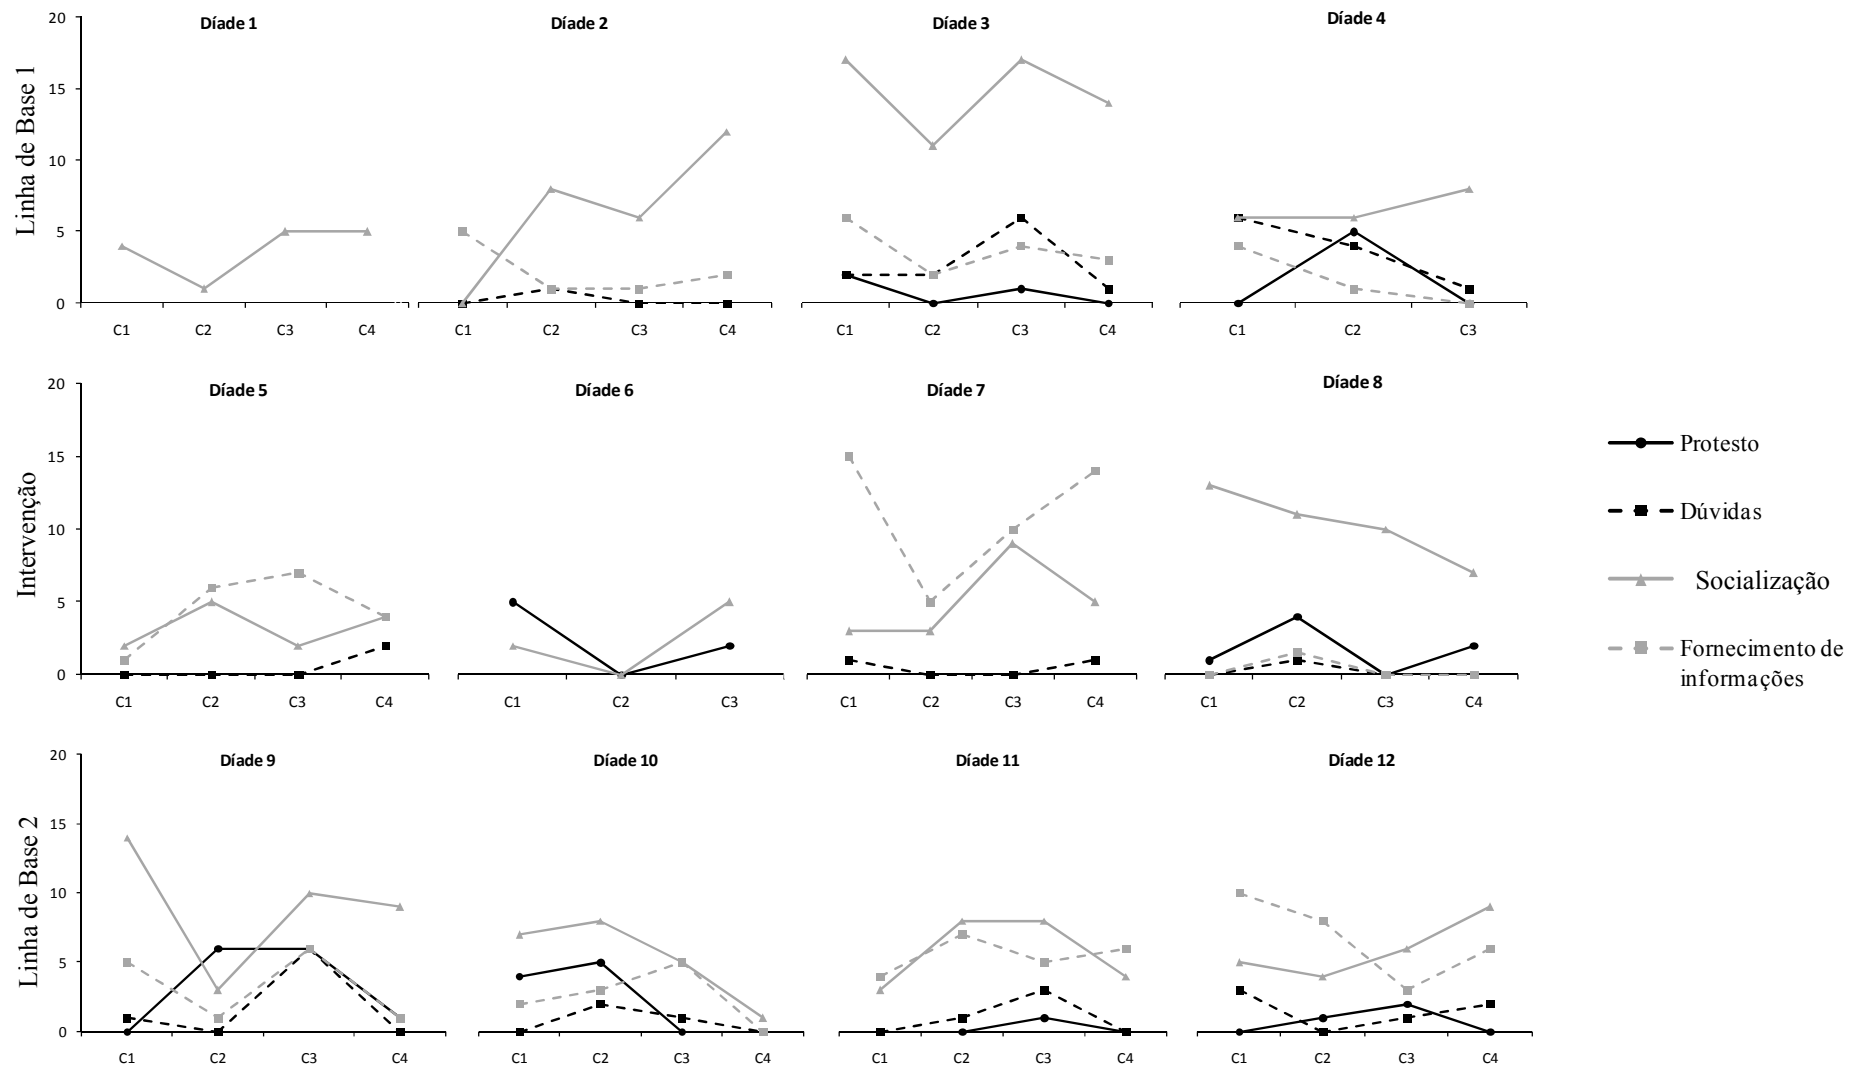 Díade 1
Díade 2
Díade 3
Díade 4
Linha de Base 1
20
15
10
5
0
C1 C2 C3 C4
C1 C2 C3 C4
C1 C2 C3 C4
C1 C2 C3
Díade 5
Díade 6
Díade 7
Díade 8
Intervenção
20
15
10
5
0
C1 C2 C3 C4
C1 C2 C3
C1 C2 C3 C4
C1 C2 C3 C4
Díade 9
Díade 10
Díade 11
Díade 12
Linha de Base 2
20
15
10
5
0
C1 C2 C3 C4
C1 C2 C3 C4
C1 C2 C3 C4
C1 C2 C3 C4
Protesto
Dúvidas
Socialização
Fornecimento de
informações